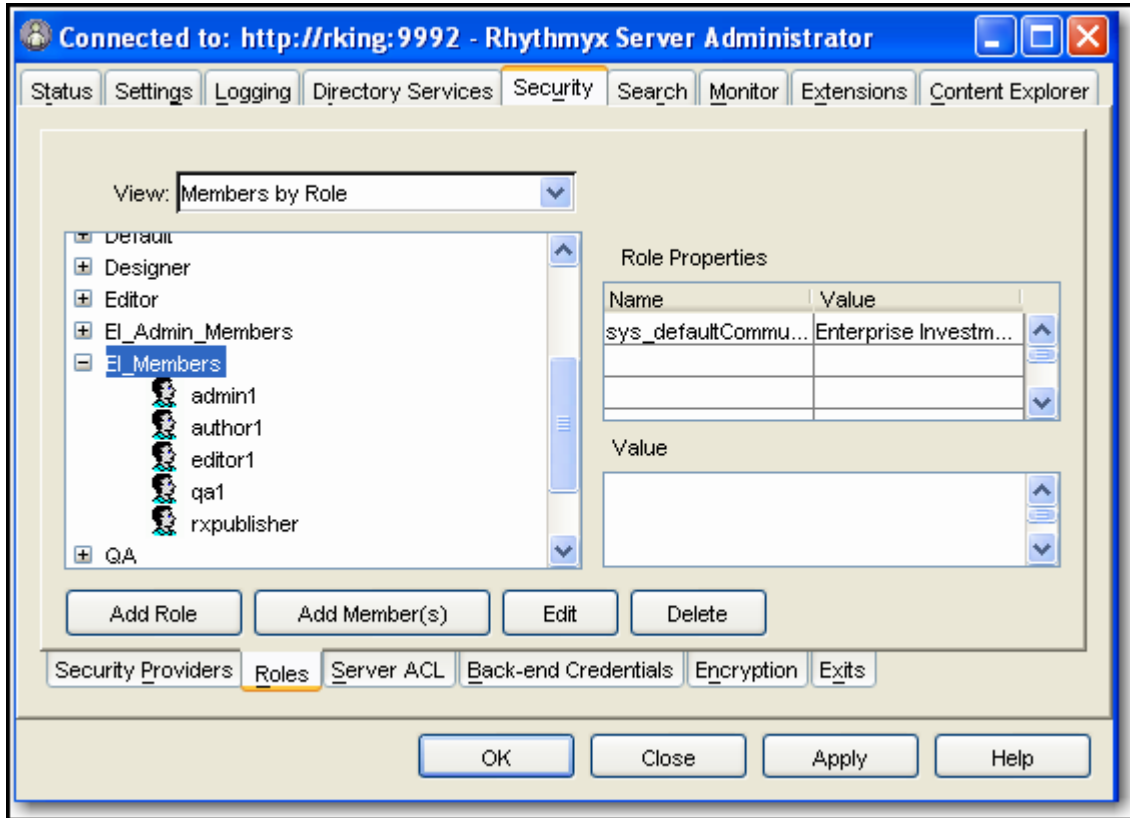 Connected to: http://rking:9992 - Rhythmyx Server Administrator
Status Settings Logging Directory Services Security Search Monitor Extensions Content Explorer
View: Members by Role
Default
Designer
Editor
EI_Admin_Members
EI_Members
admin1
author1
editor1
qa1
rxpublisher
QA
Role Properties
Name Value
sys_defaultCommu... Enterprise Investm...
Value
Add Role Add Member(s) Edit Delete
Security Providers Roles Server ACL Back-end Credentials Encryption Exits
OK Close Apply Help